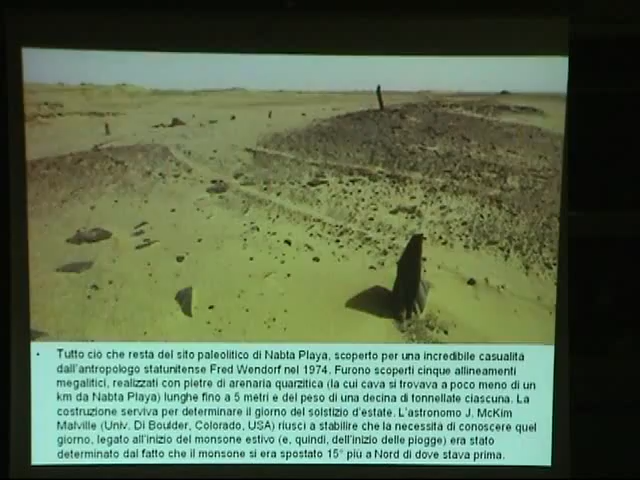 • Tutto ciò che resta del sito paleolitico di Nabta Playa, scoperto per una incredibile casualità
dall'antropologo statunitense Fred Wendorf nel 1974. Furono scoperti cinque allineamenti
megalitici, realizzati con pietre di arenaria quarzitica (la cui cava si trovava a poco meno di un
km da Nabta Playa) lunghe fino a 5 metri e del peso di una decina di tonnellate ciascuna. La
costruzione serviva per determinare il giorno del solstizio d'estate. L'astronomo J. McKim
Malville (Univ. Di Boulder, Colorado, USA) riuscì a stabilire che la necessità di conoscere quel
giorno, legato all'inizio del monsone estivo (e, quindi, dell'inizio delle piogge) era stato
determinato dal fatto che il monsone si era spostato 15° più a Nord di dove stava prima.